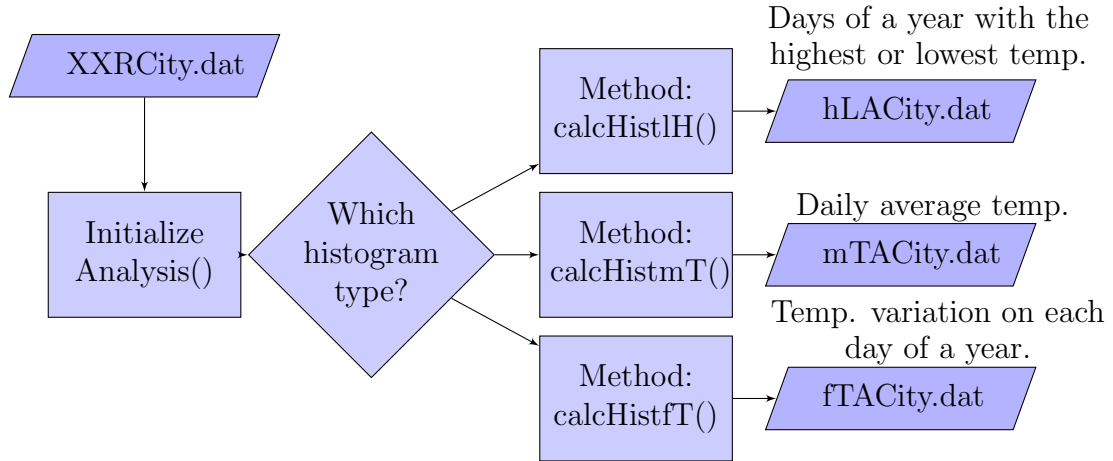 XXRCity.dat
Initialize
Analysis()
Which
histogram
type?
Method:
calcHistlH()
Days of a year with the
highest or lowest temp.
hLACity.dat
Method:
calcHistmT()
Daily average temp.
mTACity.dat
Method:
calcHistfT()
Temp. variation on each
day of a year.
fTACity.dat